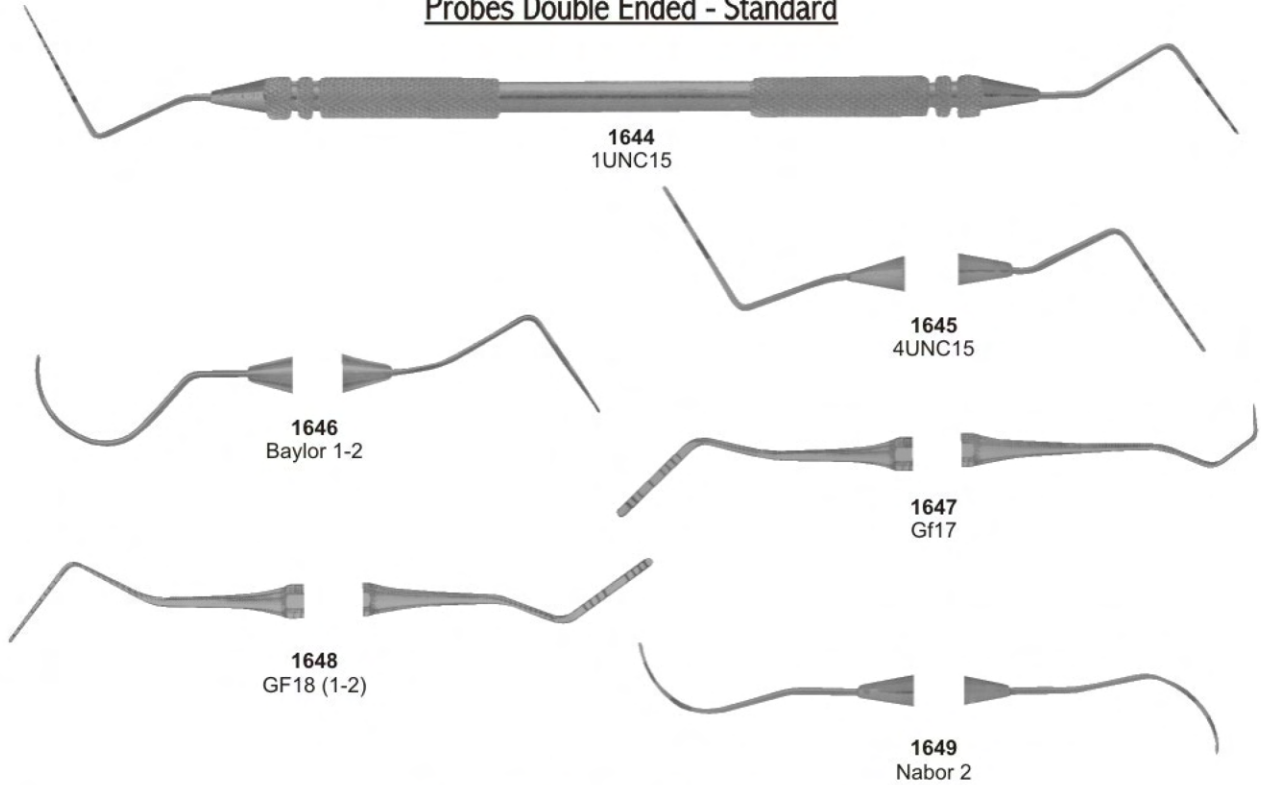 Probes Double Ended - Standard
1644
1UNC15
1645
4UNC15
1646
Baylor 1-2
1647
Gf17
1648
GF18 (1-2)
1649
Nabor 2